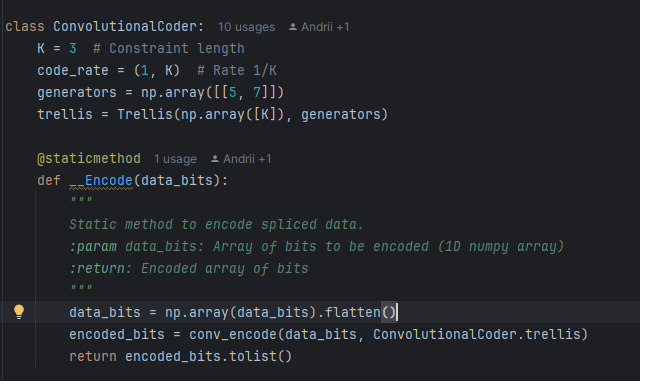 class ConvolutionalCoder: 10 usages Andrii +1
K = 3 # Constraint length
code_rate = (1, K) # Rate 1/K
generators = np.array([[5, 7]])
trellis = Trellis(np.array([K]), generators)
@staticmethod 1 usage Andrii +1
def __Encode(data_bits):
"""
Static method to encode spliced data.
:param data_bits: Array of bits to be encoded (1D numpy array)
:return: Encoded array of bits
"""
data_bits = np.array(data_bits).flatten()
encoded_bits = conv_encode(data_bits, ConvolutionalCoder.trellis)
return encoded_bits.tolist()